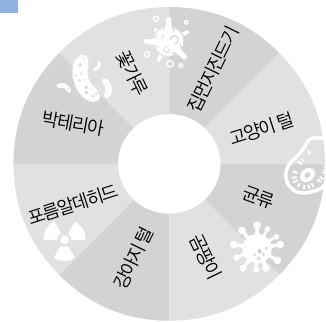 집먼지진드기
고양이 털
균류
곰팡이
강아지 털
포름알데히드
박테리아
꽃가루